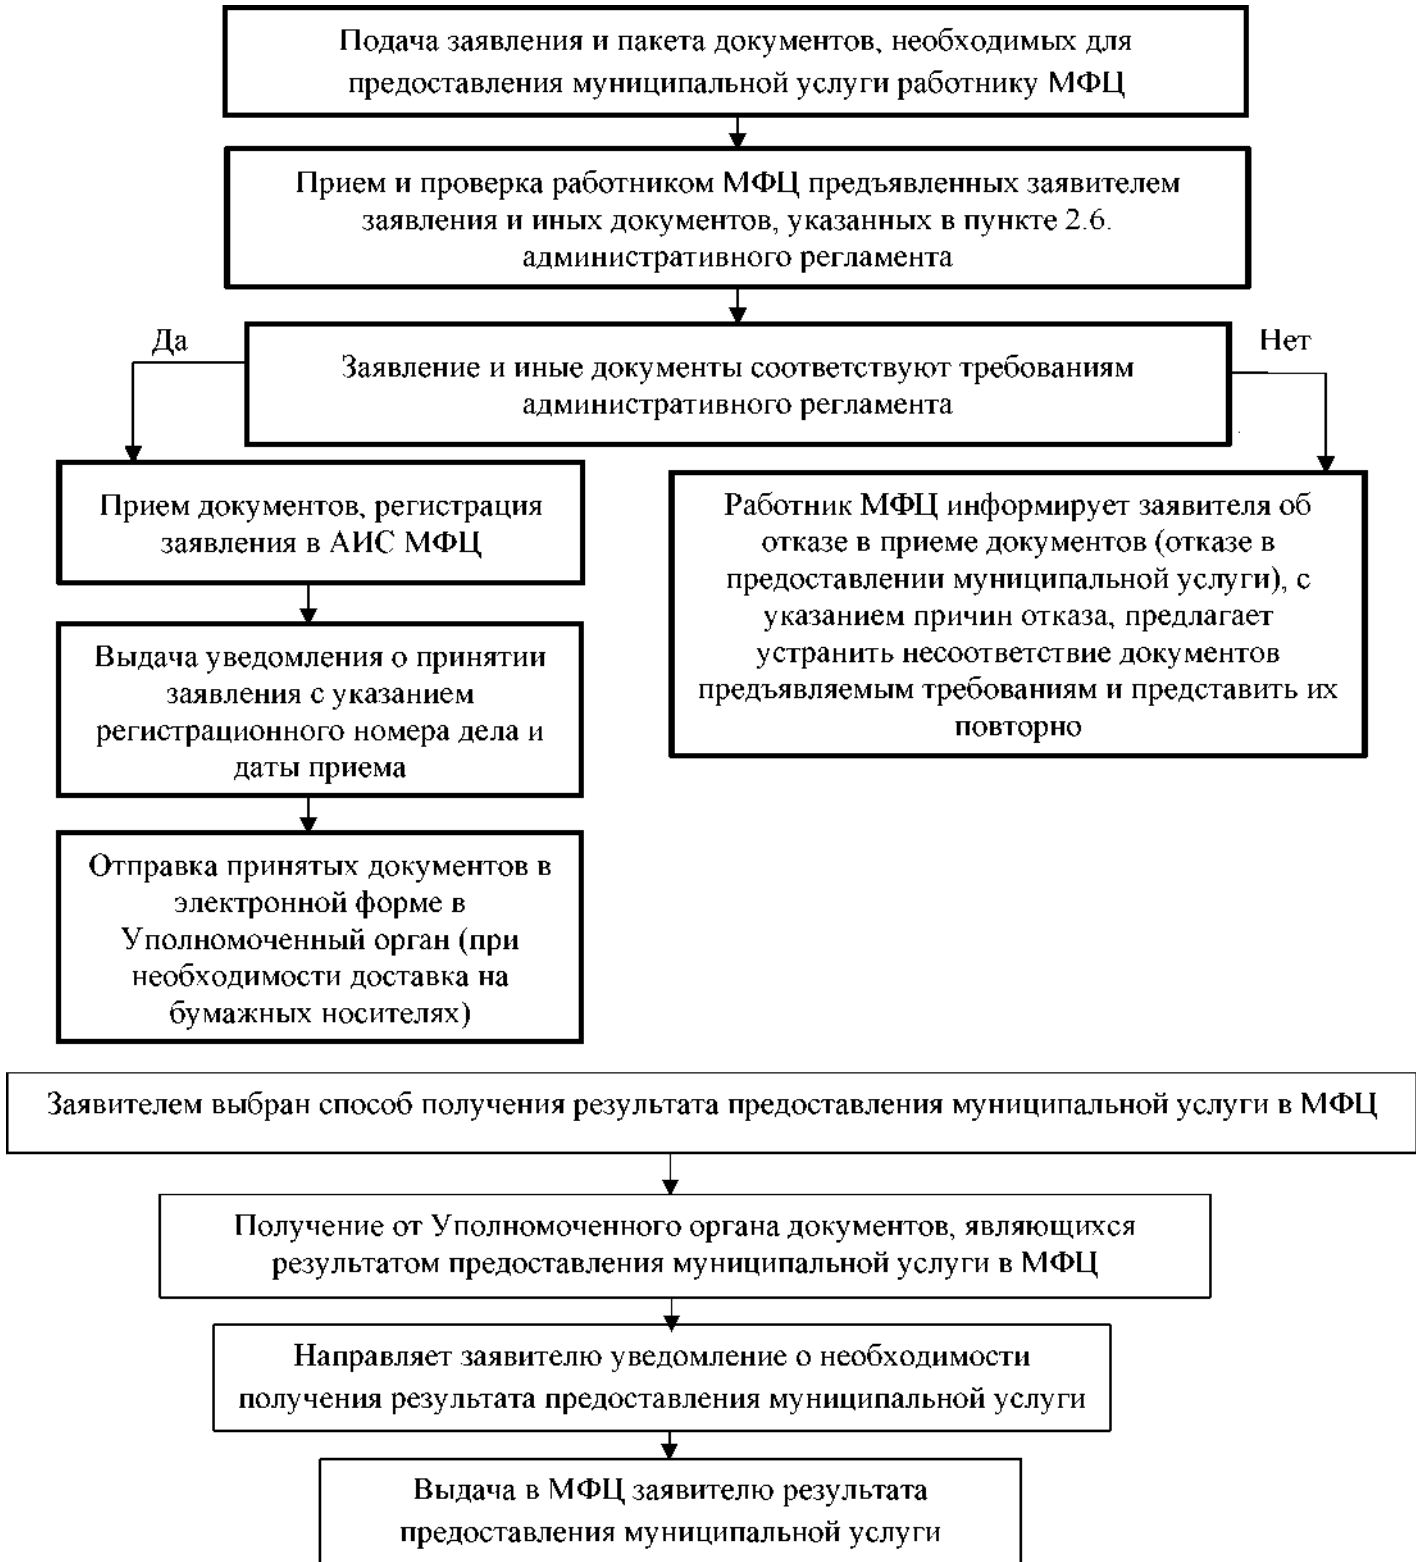 Подача заявления и пакета документов, необходимых для
предоставления муниципальной услуги работнику МФЦ
Прием и проверка работником МФЦ предъявленных заявителем
заявления и иных документов, указанных в пункте 2.6.
административного регламента
Да
Нет
Заявление и иные документы соответствуют требованиям
административного регламента
Прием документов, регистрация
заявления в АИС МФЦ
Выдача уведомления о принятии
заявления с указанием
регистрационного номера дела и
даты приема
Отправка принятых документов в
электронной форме в
Уполномоченный орган (при
необходимости доставка на
бумажных носителях)
Работник МФЦ информирует заявителя об
отказе в приеме документов (отказе в
предоставлении муниципальной услуги), с
указанием причин отказа, предлагает
устранить несоответствие документов
предъявляемым требованиям и представить их
повторно
Заявителем выбран способ получения результата предоставления муниципальной услуги в МФЦ
Получение от Уполномоченного органа документов, являющихся
результатом предоставления муниципальной услуги в МФЦ
Направляет заявителю уведомление о необходимости
получения результата предоставления муниципальной услуги
Выдача в МФЦ заявителю результата
предоставления муниципальной услуги